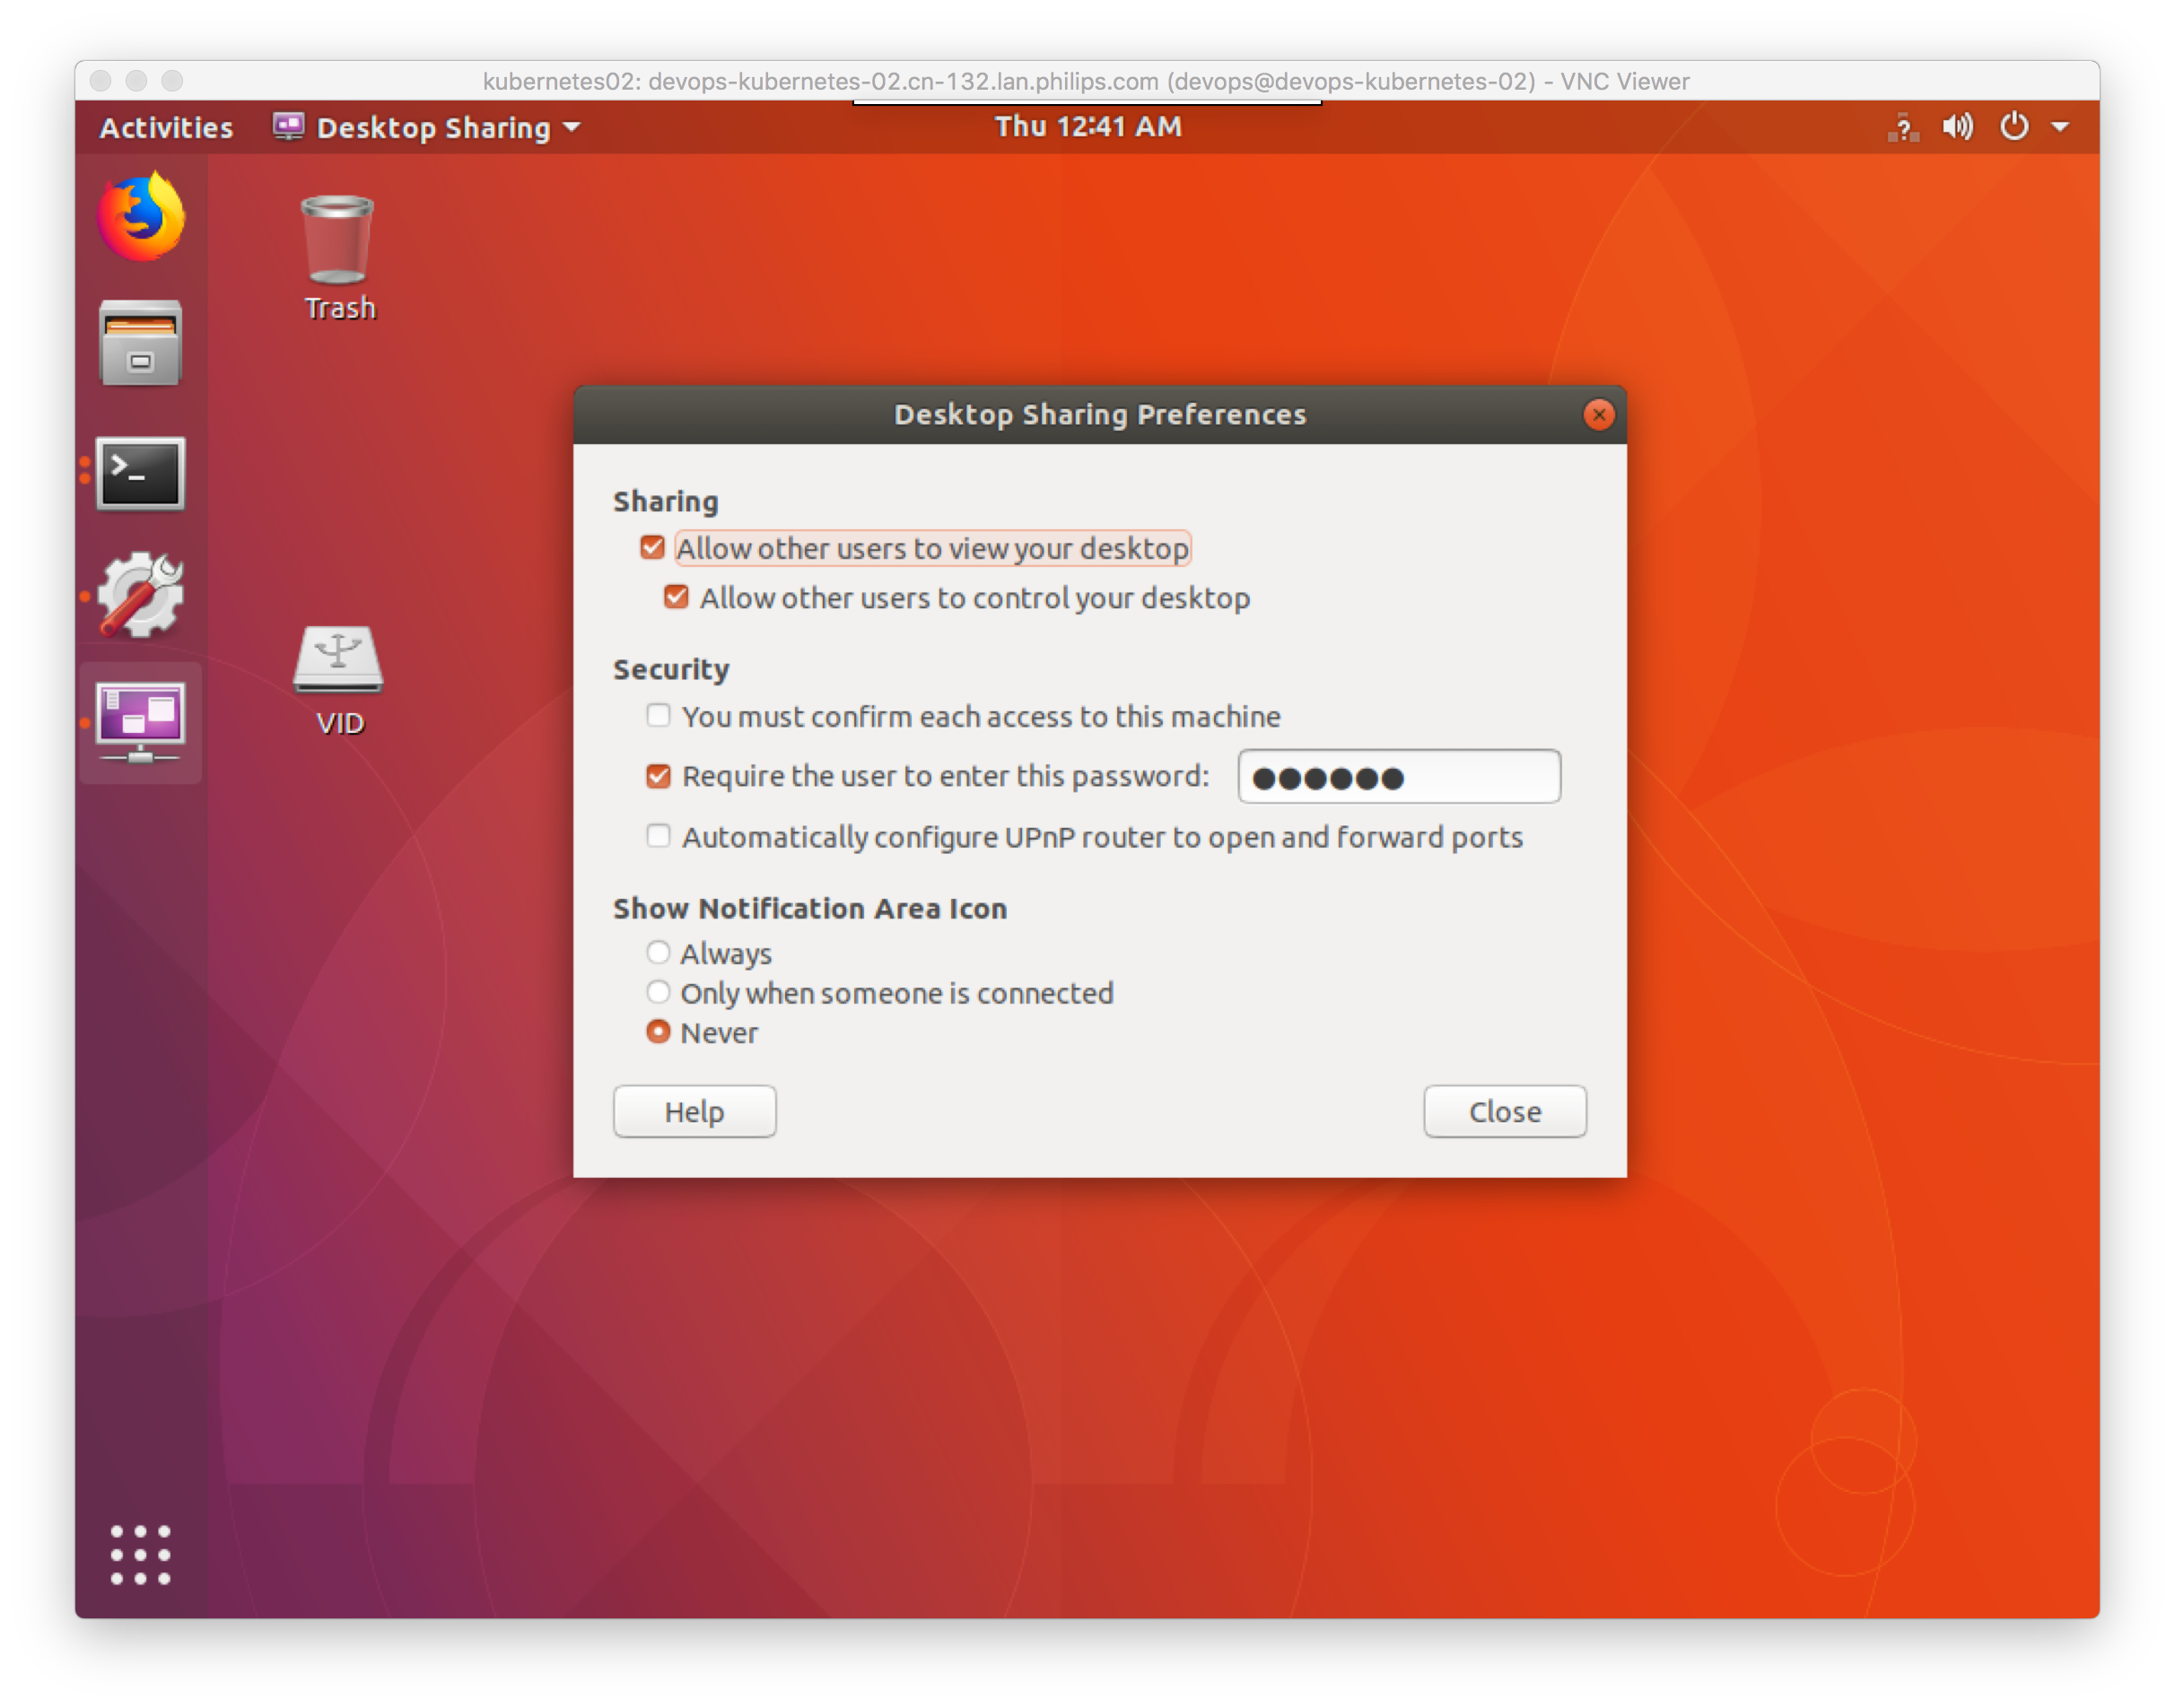 kubernetes02: devops-kubernetes-02.cn-132.lan.philips.com (devops@devops-kubernetes-02) - VNC Viewer
Activities Desktop Sharing Thu 12:41 AM
Trash
VID
Desktop Sharing Preferences
Sharing
Allow other users to view your desktop
Allow other users to control your desktop
Security
You must confirm each access to this machine
Require the user to enter this password: ●●●●●●
Automatically configure UPnP router to open and forward ports
Show Notification Area Icon
Always
Only when someone is connected
Never
Help Close